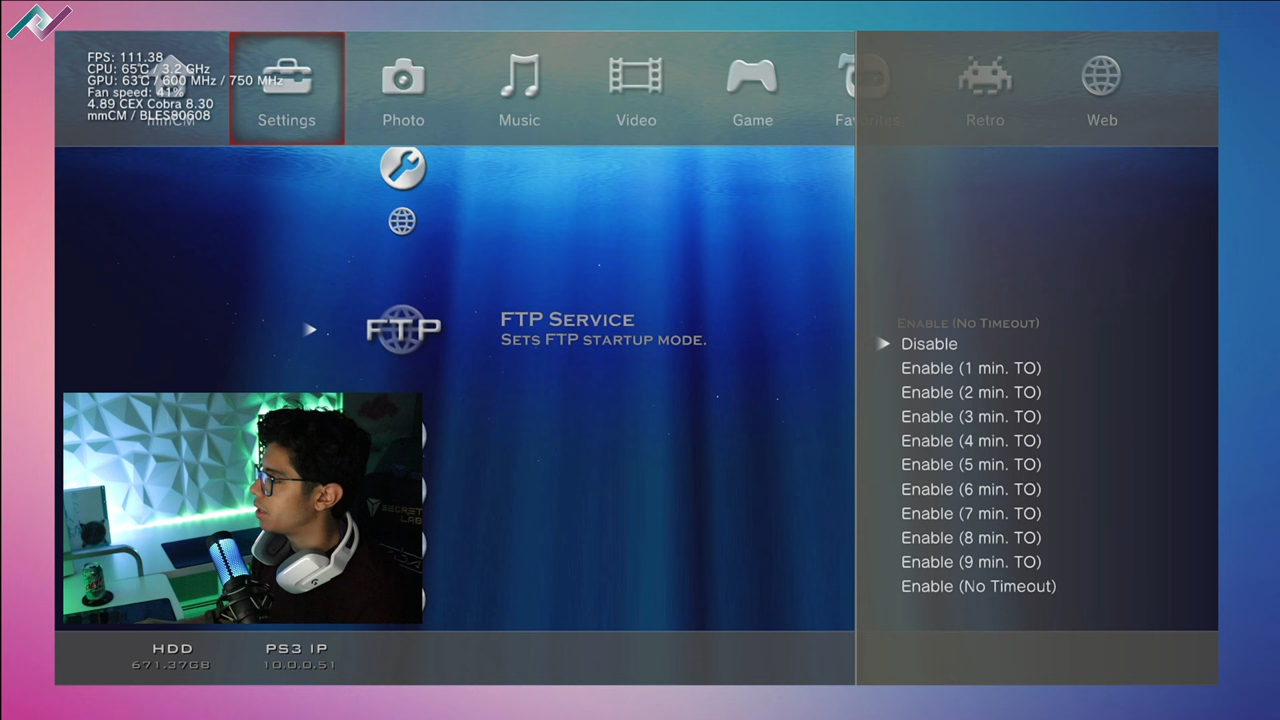 FPS: 111.38
CPU: 65°C / 3.2 GHz
GPU: 63°C / 600 MHz / 750 MHz
Fan speed: 41%
4.89 CEX Cobra 8.30
mmCM / BLES80608
mmCM
Settings
Photo
Music
Video
Game
Favorites
Retro
Web
FTP
FTP Service
Sets FTP startup mode.
Enable (No Timeout)
Disable
Enable (1 min. TO)
Enable (2 min. TO)
Enable (3 min. TO)
Enable (4 min. TO)
Enable (5 min. TO)
Enable (6 min. TO)
Enable (7 min. TO)
Enable (8 min. TO)
Enable (9 min. TO)
Enable (No Timeout)
SECRET
LAB
HDD
671.37GB
PS3 IP
10.0.0.51